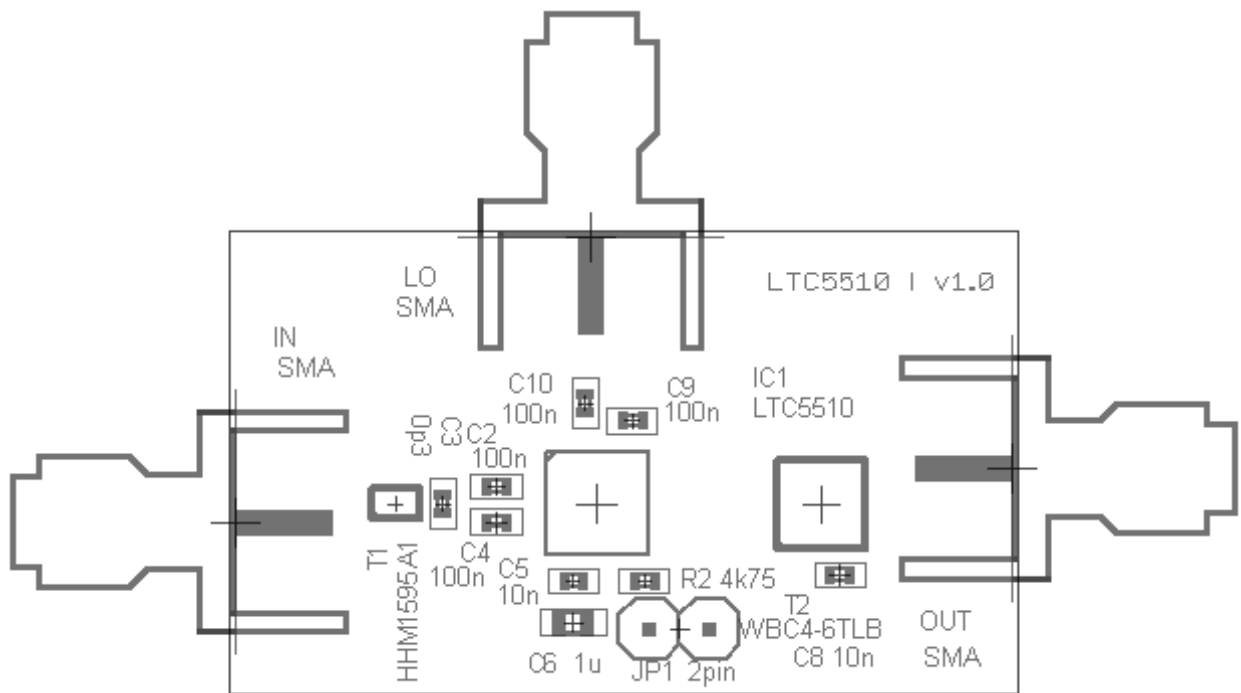 LO
SMA
LTC5510 I v1.0
IN
SMA
C10
100n
C9
100n
IC1
LTC5510
0p3
C3
C2
100n
C4
100n
C5
10n
R2 4k75
T1
HHM1595A1
T2
WBC4-6TLB
C8 10n
OUT
SMA
C6 1u
JP1 2pin